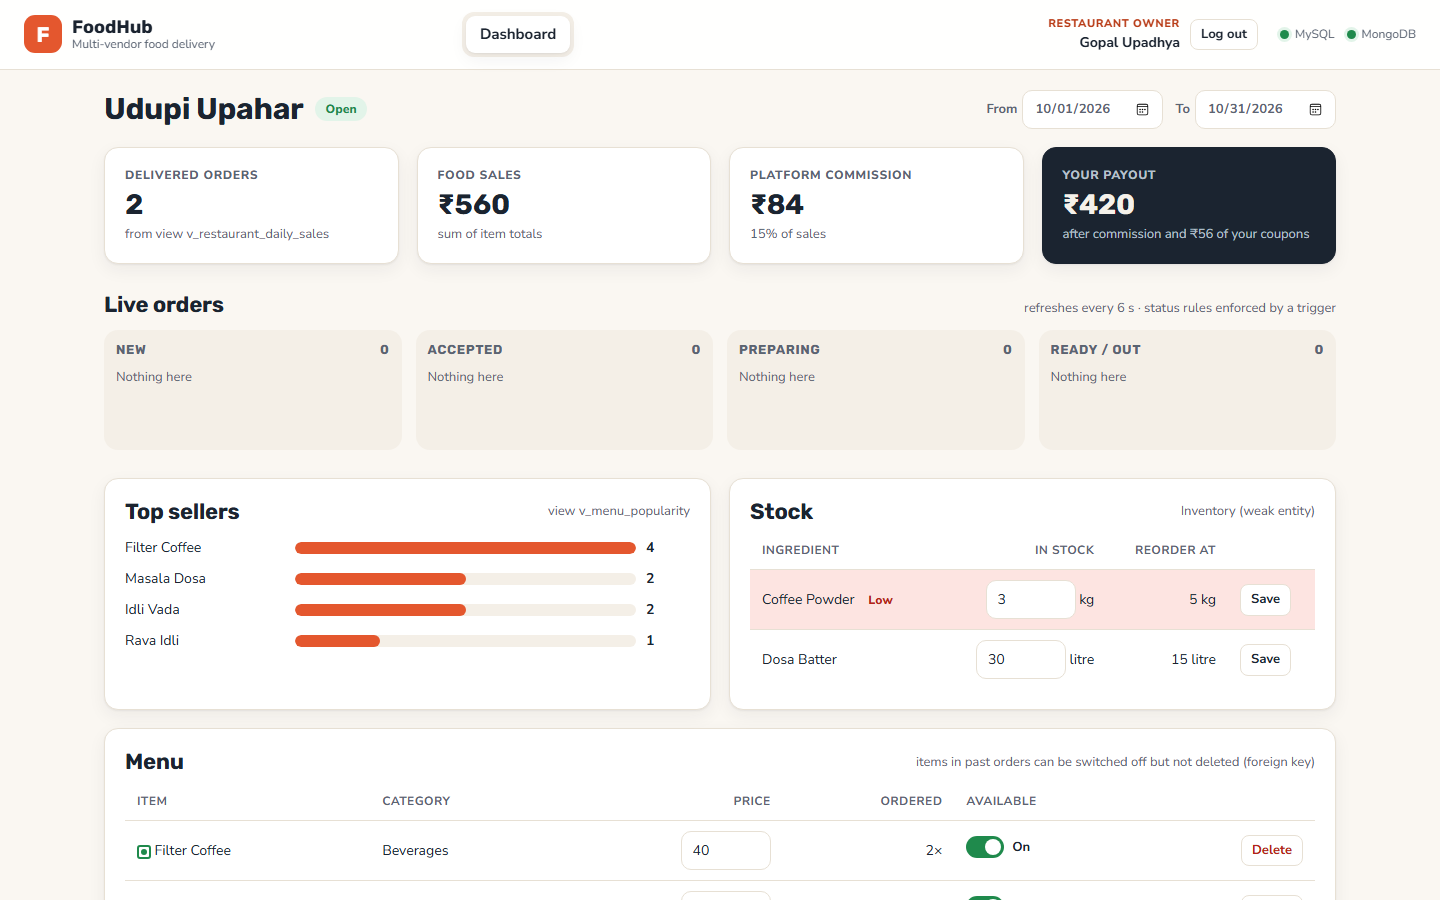 F
FoodHub
Multi-vendor food delivery
Dashboard
RESTAURANT OWNER
Gopal Upadhya
Log out
MySQL
MongoDB
Udupi Upahar
Open
From 10/01/2026 To 10/31/2026
DELIVERED ORDERS
2
from view v_restaurant_daily_sales
FOOD SALES
₹560
sum of item totals
PLATFORM COMMISSION
₹84
15% of sales
YOUR PAYOUT
₹420
after commission and ₹56 of your coupons
Live orders
refreshes every 6 s · status rules enforced by a trigger
NEW 0
Nothing here
ACCEPTED 0
Nothing here
PREPARING 0
Nothing here
READY / OUT 0
Nothing here
Top sellers
view v_menu_popularity
Filter Coffee 4
Masala Dosa 2
Idli Vada 2
Rava Idli 1
Stock
Inventory (weak entity)
INGREDIENT IN STOCK REORDER AT
Coffee Powder Low 3 kg 5 kg Save
Dosa Batter 30 litre 15 litre Save
Menu
items in past orders can be switched off but not deleted (foreign key)
ITEM CATEGORY PRICE ORDERED AVAILABLE
Filter Coffee Beverages 40 2× On Delete